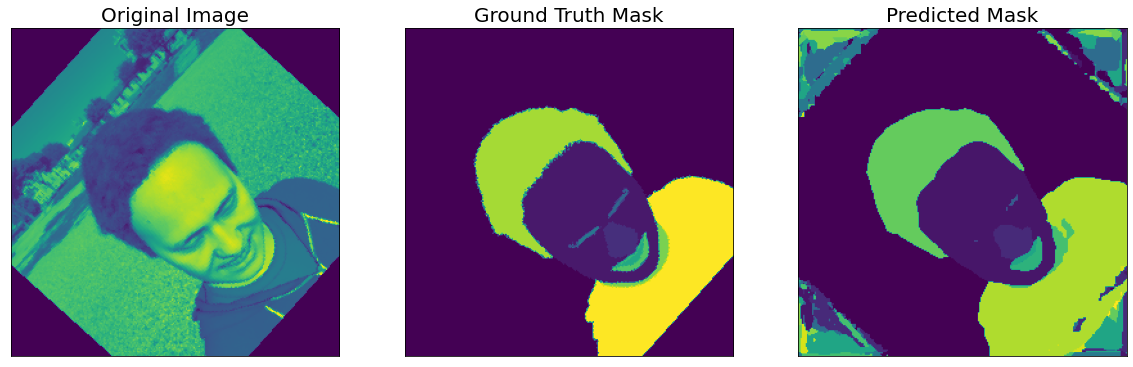 Original Image
Ground Truth Mask
Predicted Mask